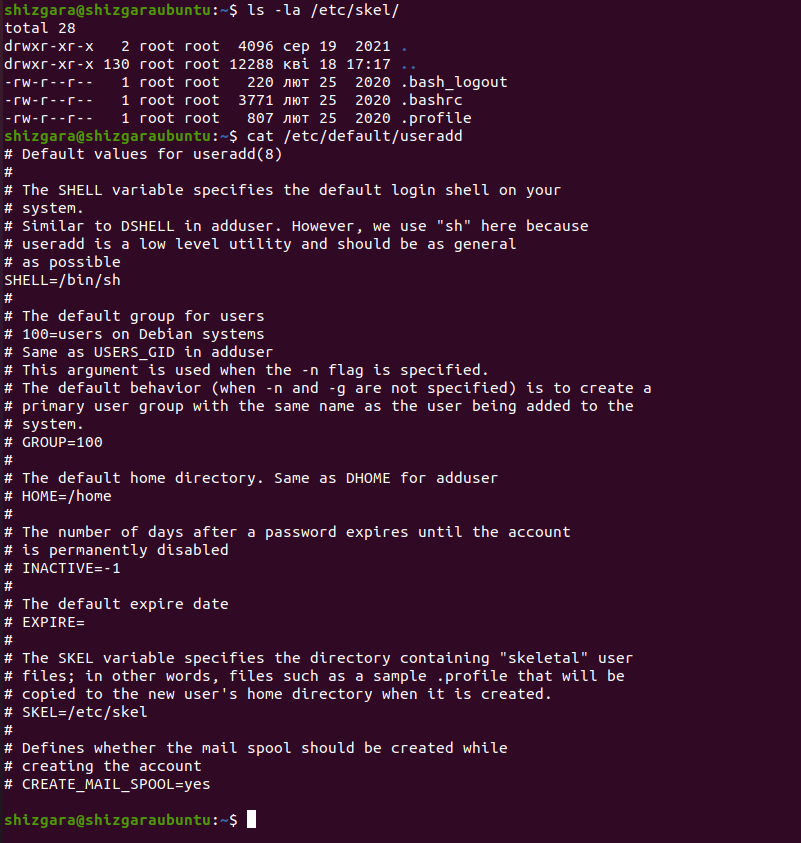 shizgara@shizgaraubuntu:~$ ls -la /etc/skel/
total 28
drwxr-xr-x   2 root root  4096 сер 19  2021 .
drwxr-xr-x 130 root root 12288 кві 18 17:17 ..
-rw-r--r--   1 root root   220 лют 25  2020 .bash_logout
-rw-r--r--   1 root root  3771 лют 25  2020 .bashrc
-rw-r--r--   1 root root   807 лют 25  2020 .profile
shizgara@shizgaraubuntu:~$ cat /etc/default/useradd
# Default values for useradd(8)
#
# The SHELL variable specifies the default login shell on your
# system.
# Similar to DSHELL in adduser. However, we use "sh" here because
# useradd is a low level utility and should be as general
# as possible
SHELL=/bin/sh
#
# The default group for users
# 100=users on Debian systems
# Same as USERS_GID in adduser
# This argument is used when the -n flag is specified.
# The default behavior (when -n and -g are not specified) is to create a
# primary user group with the same name as the user being added to the
# system.
# GROUP=100
#
# The default home directory. Same as DHOME for adduser
# HOME=/home
#
# The number of days after a password expires until the account
# is permanently disabled
# INACTIVE=-1
#
# The default expire date
# EXPIRE=
#
# The SKEL variable specifies the directory containing "skeletal" user
# files; in other words, files such as a sample .profile that will be
# copied to the new user's home directory when it is created.
# SKEL=/etc/skel
#
# Defines whether the mail spool should be created while
# creating the account
# CREATE_MAIL_SPOOL=yes
shizgara@shizgaraubuntu:~$